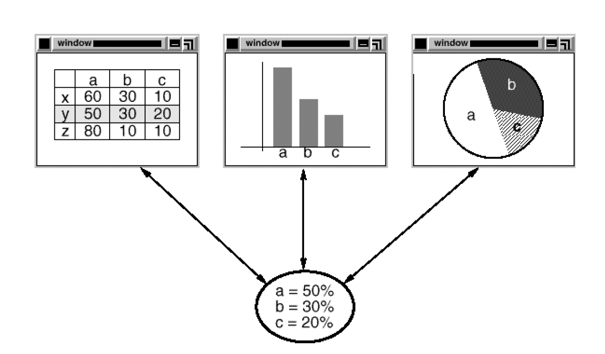 window
a b c
x 60 30 10
y 50 30 20
z 80 10 10
window
a b c
window
b
a
c
a = 50%
b = 30%
c = 20%